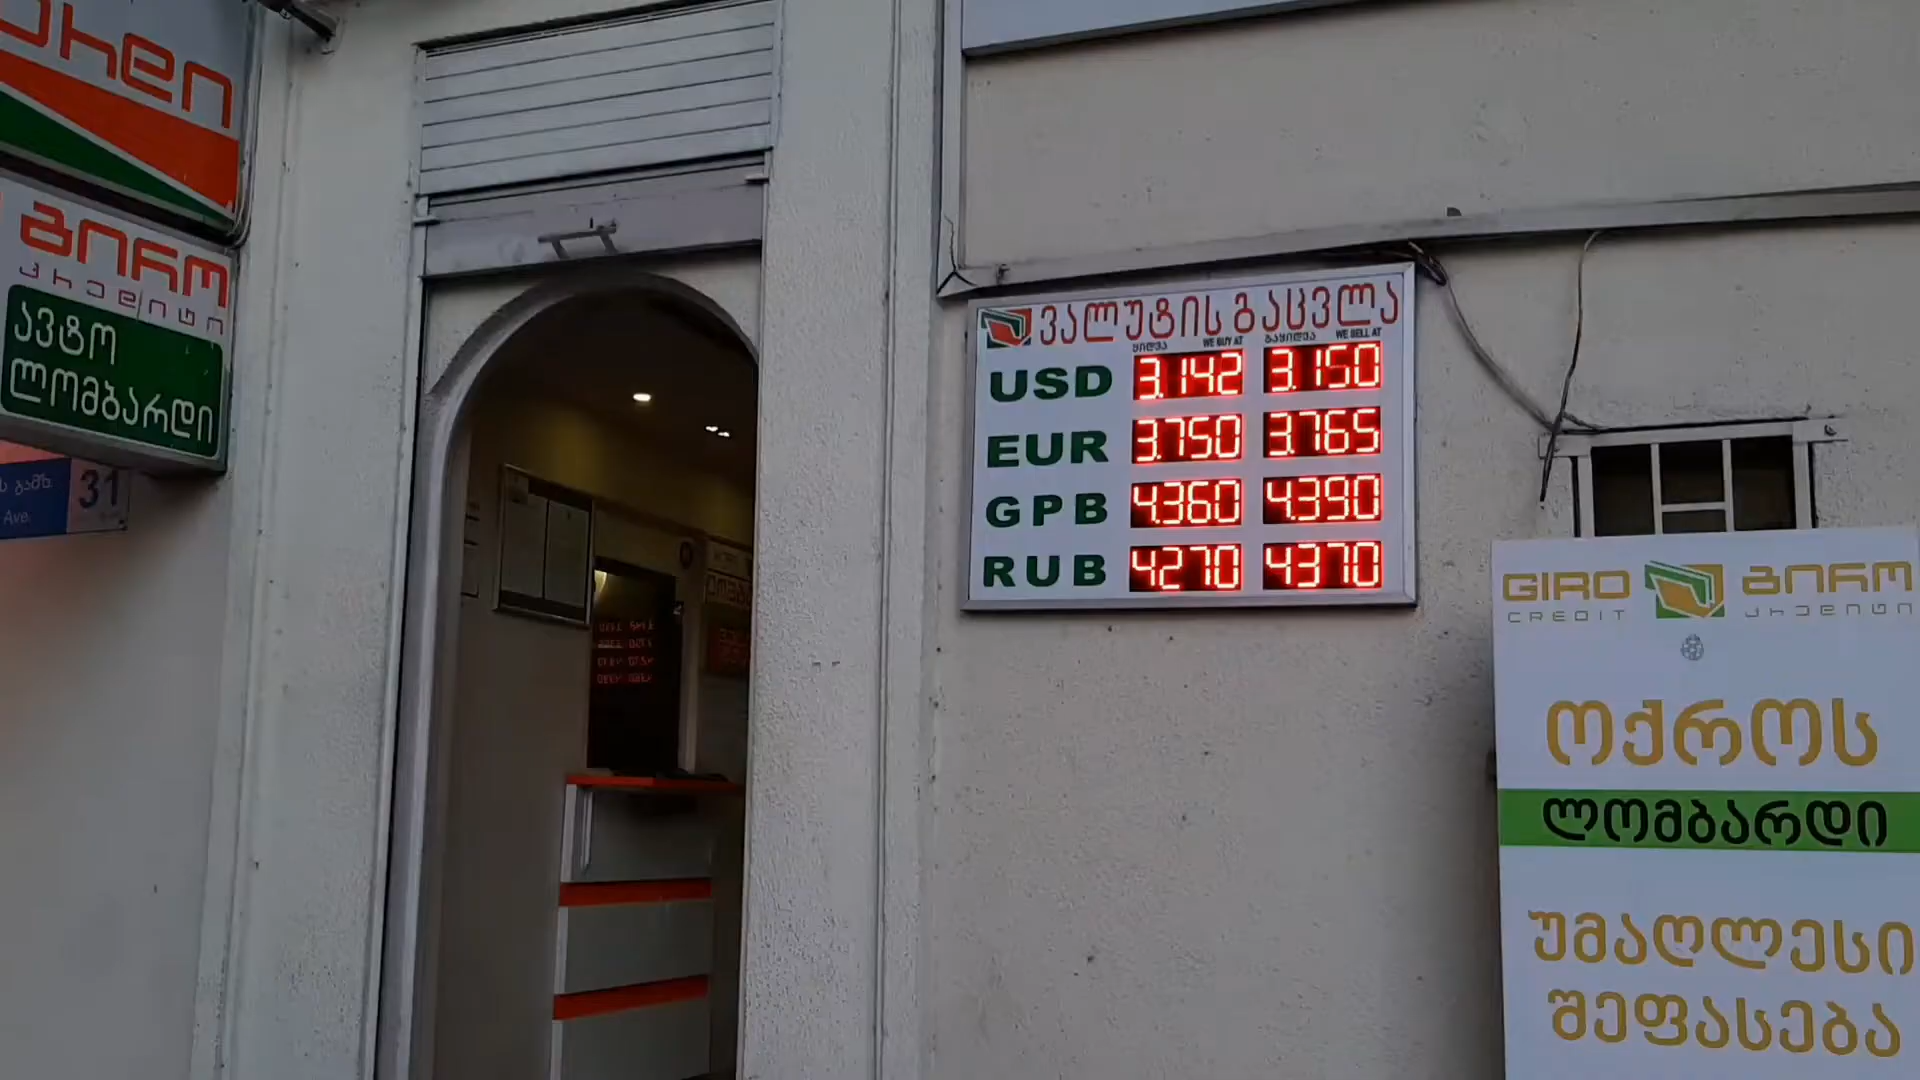 გირო
კრედიტი
ავტო
ლომბარდი
31
Ave.
ვალუტის გაცვლა
ყიდვა WE BUY AT გაყიდვა WE SELL AT
USD 3.142 3.150
EUR 3.750 3.765
GPB 4.360 4.390
RUB 4270 4370
GIRO გირო
CREDIT კრედიტი
ოქროს
ლომბარდი
უმაღლესი
შეფასება